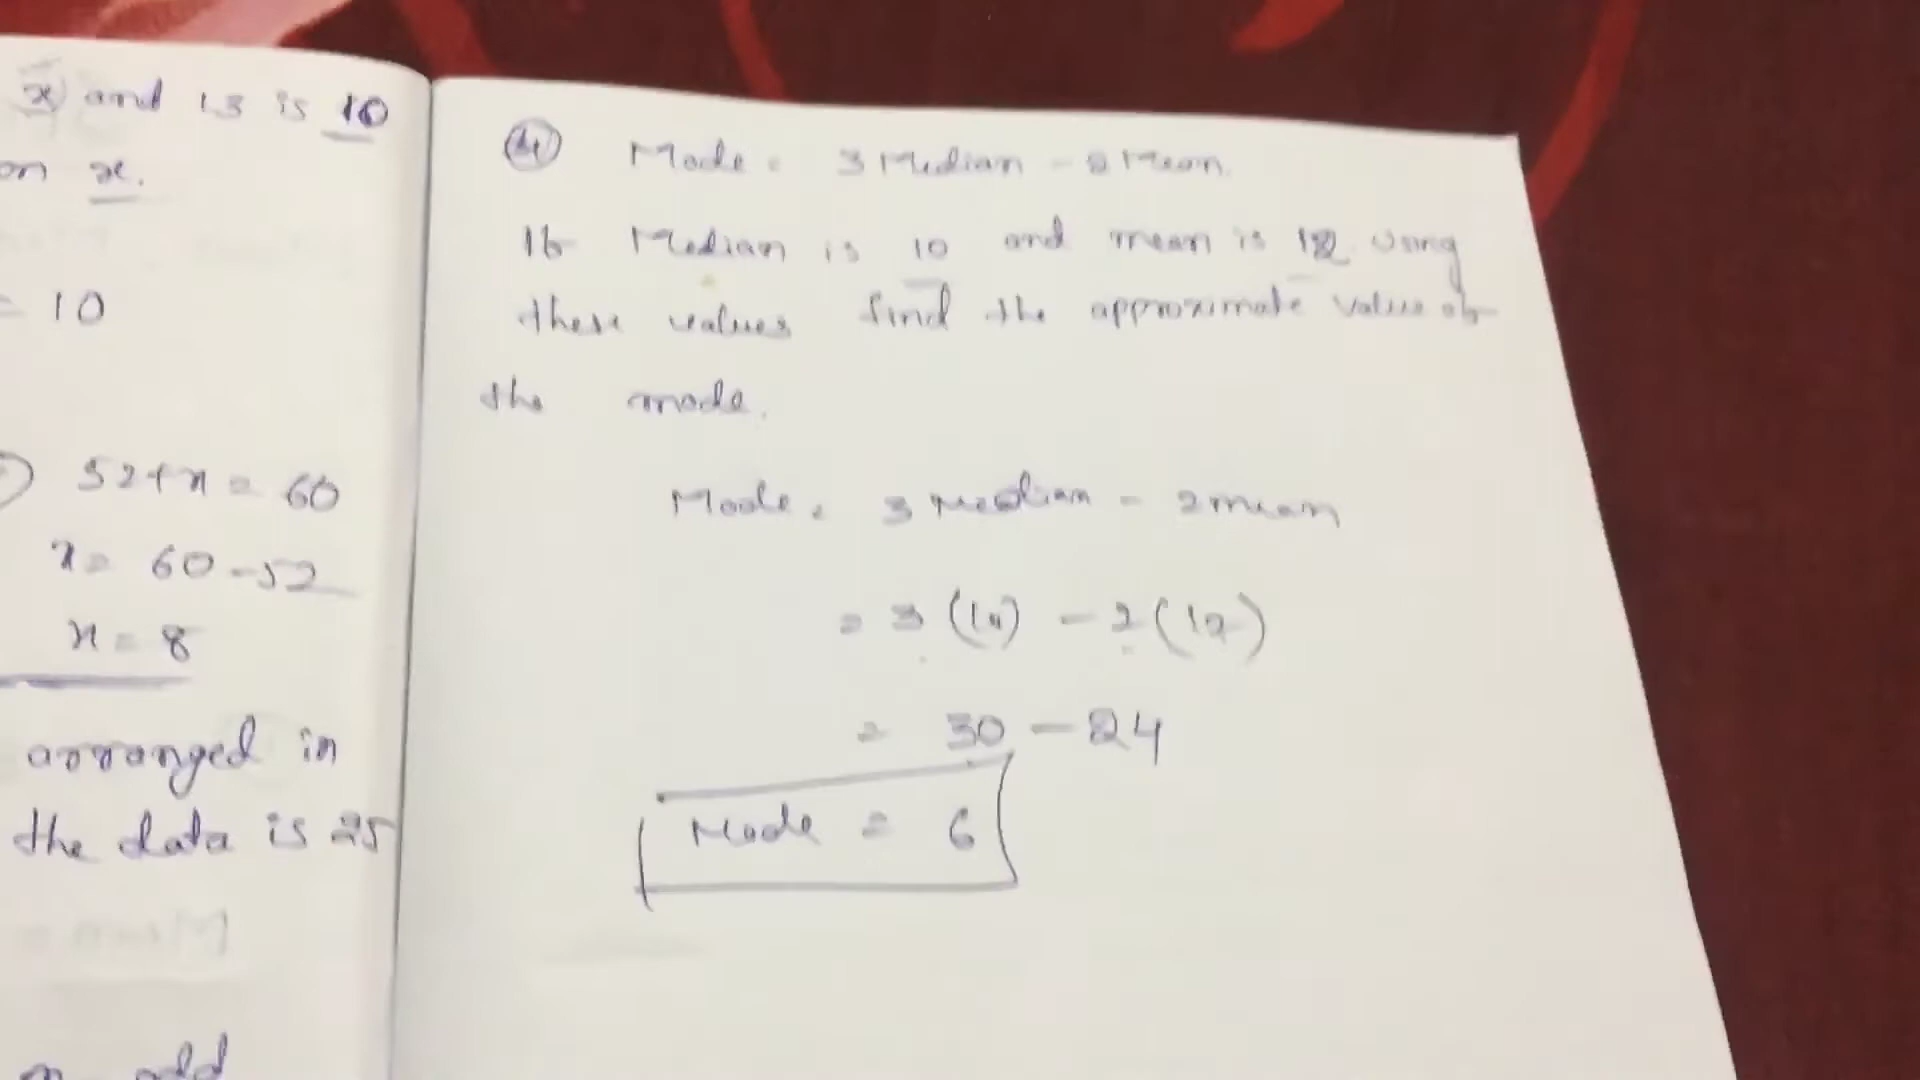 x and 13 is 10
on x.
= 10
52+x = 60
x = 60-52
x = 8
arranged in
the data is 25
odd
4 Mode = 3 Median - 2 Mean.
If Median is 10 and mean is 12 using
these values find the approximate value of
the mode.
Mode = 3 Median - 2 mean
= 3 (10) - 2 (12)
= 30 - 24
Mode = 6